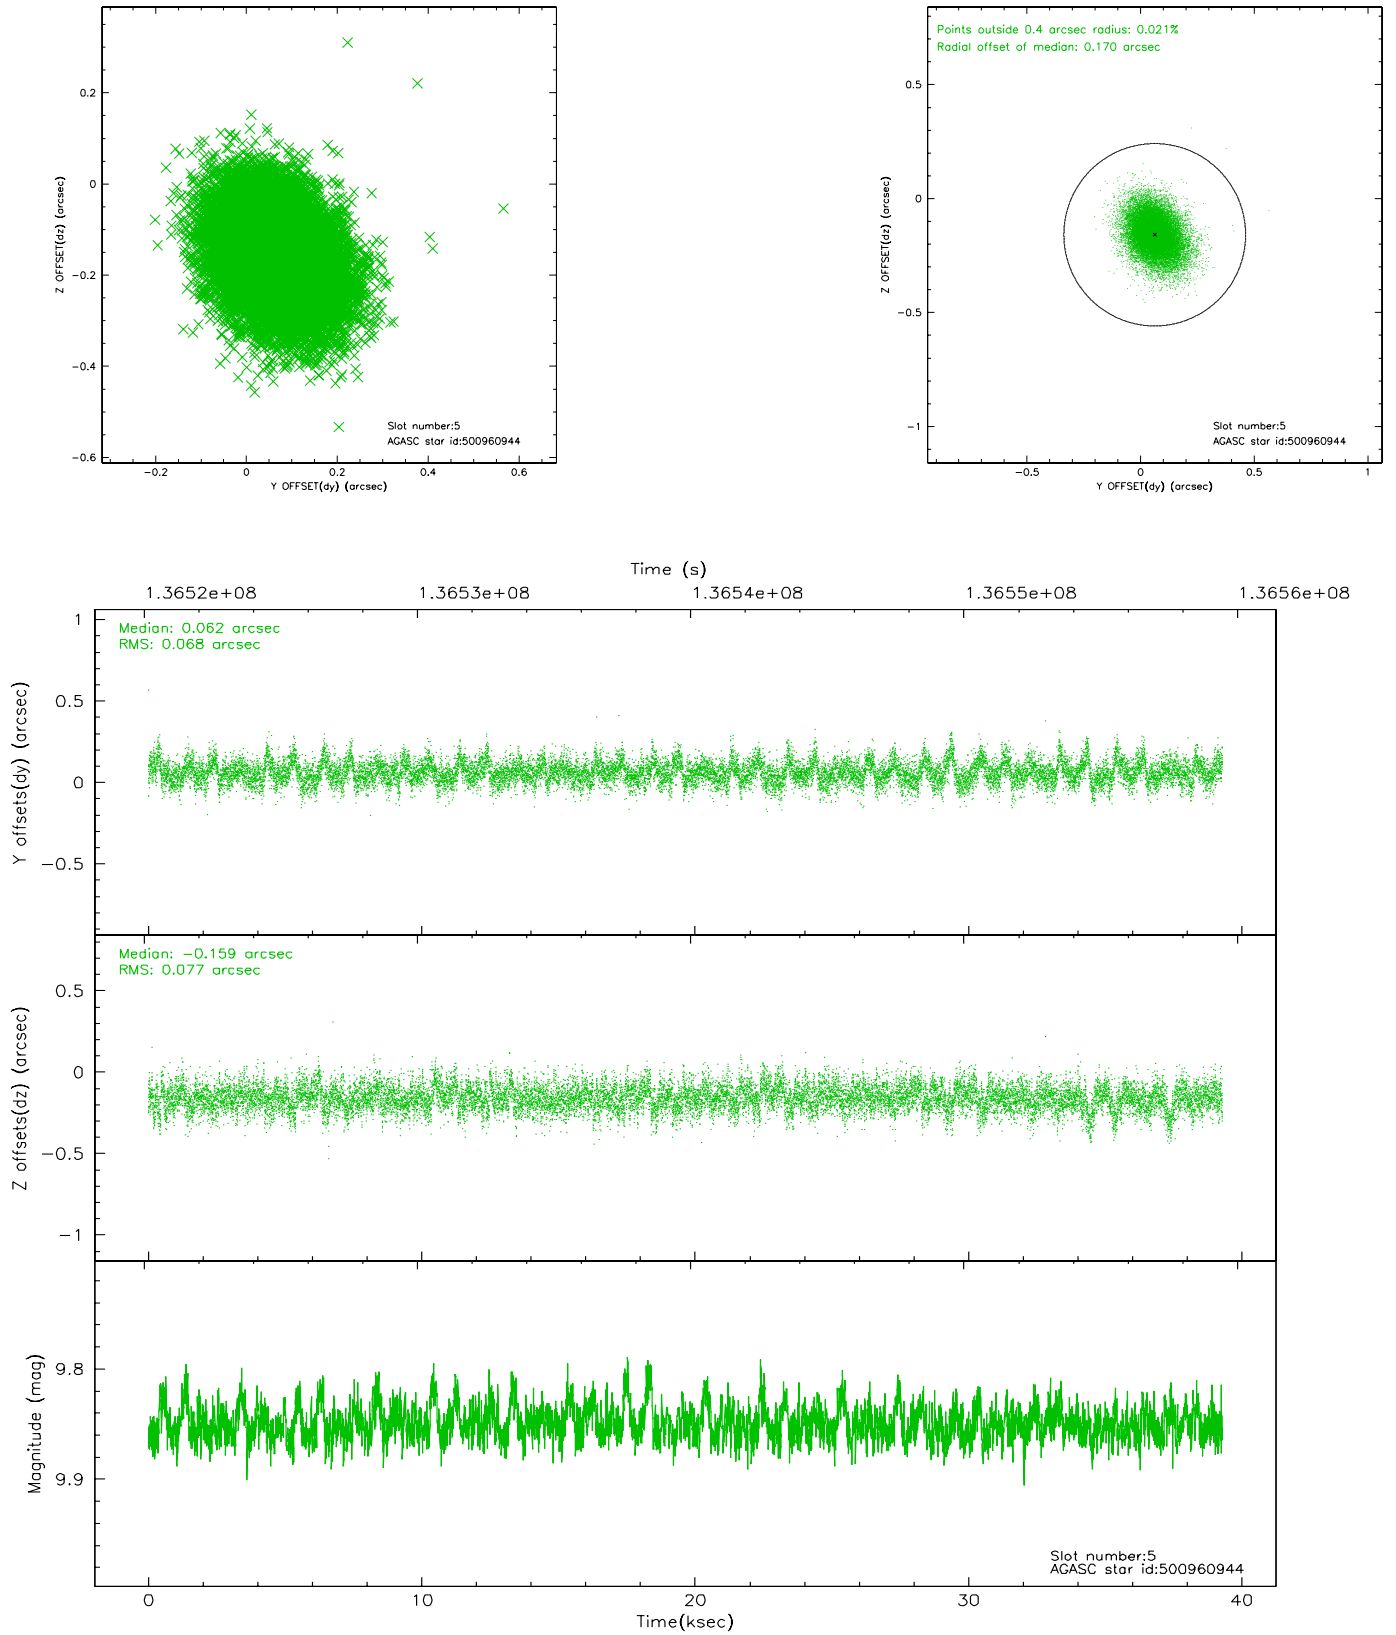 0.2
0
−0.2
−0.4
−0.6
Z OFFSET(dz) (arcsec)
Slot number:5
AGASC star id:500960944
−0.2 0 0.2 0.4 0.6
Y OFFSET(dy) (arcsec)
Points outside 0.4 arcsec radius: 0.021%
Radial offset of median: 0.170 arcsec
0.5
0
−0.5
−1
Z OFFSET(dz) (arcsec)
Slot number:5
AGASC star id:500960944
−0.5 0 0.5 1
Y OFFSET(dy) (arcsec)
Time (s)
1.3652e+08 1.3653e+08 1.3654e+08 1.3655e+08 1.3656e+08
Median: 0.062 arcsec
RMS: 0.068 arcsec
1
0.5
0
−0.5
Y offsets(dy) (arcsec)
Median: −0.159 arcsec
RMS: 0.077 arcsec
0.5
0
−0.5
−1
Z offsets(dz) (arcsec)
9.8
9.9
Magnitude (mag)
Slot number:5
AGASC star id:500960944
0 10 20 30 40
Time(ksec)